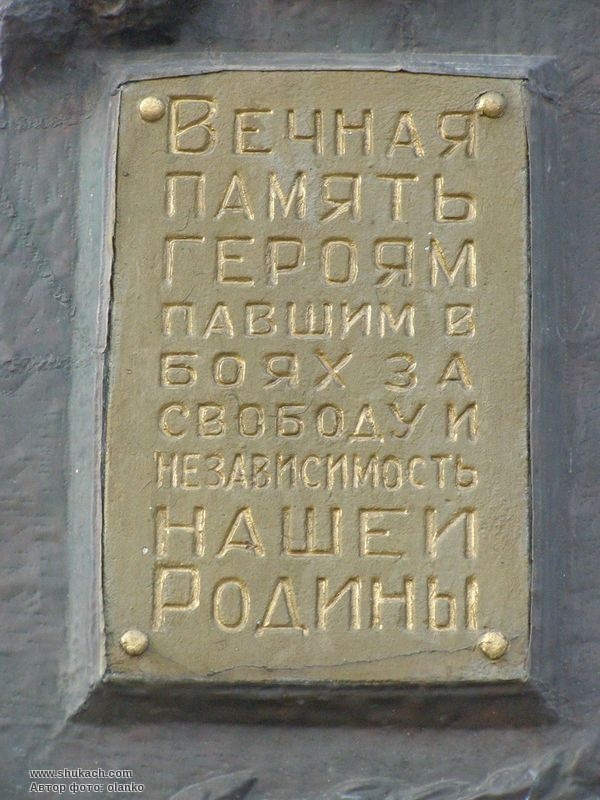 Вечная
память
героям
павшим в
боях за
свободу и
независимость
нашей
Родины
www.shukach.com
Автор фото: olanko